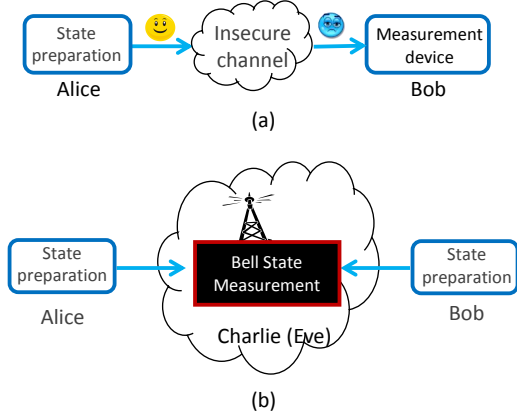 State
preparation
Alice
Insecure
channel
Measurement
device
Bob
(a)
State
preparation
Alice
Bell State
Measurement
Charlie (Eve)
State
preparation
Bob
(b)